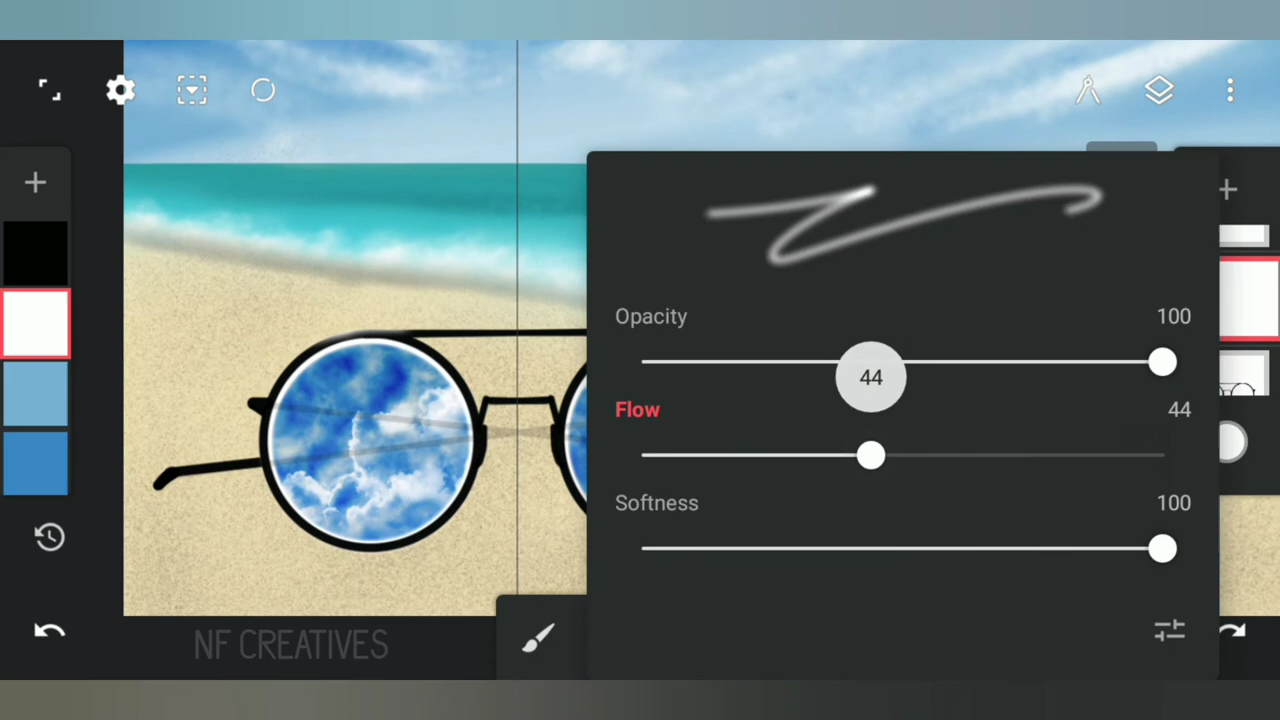 Opacity 100
44
Flow 44
Softness 100
NF CREATIVES